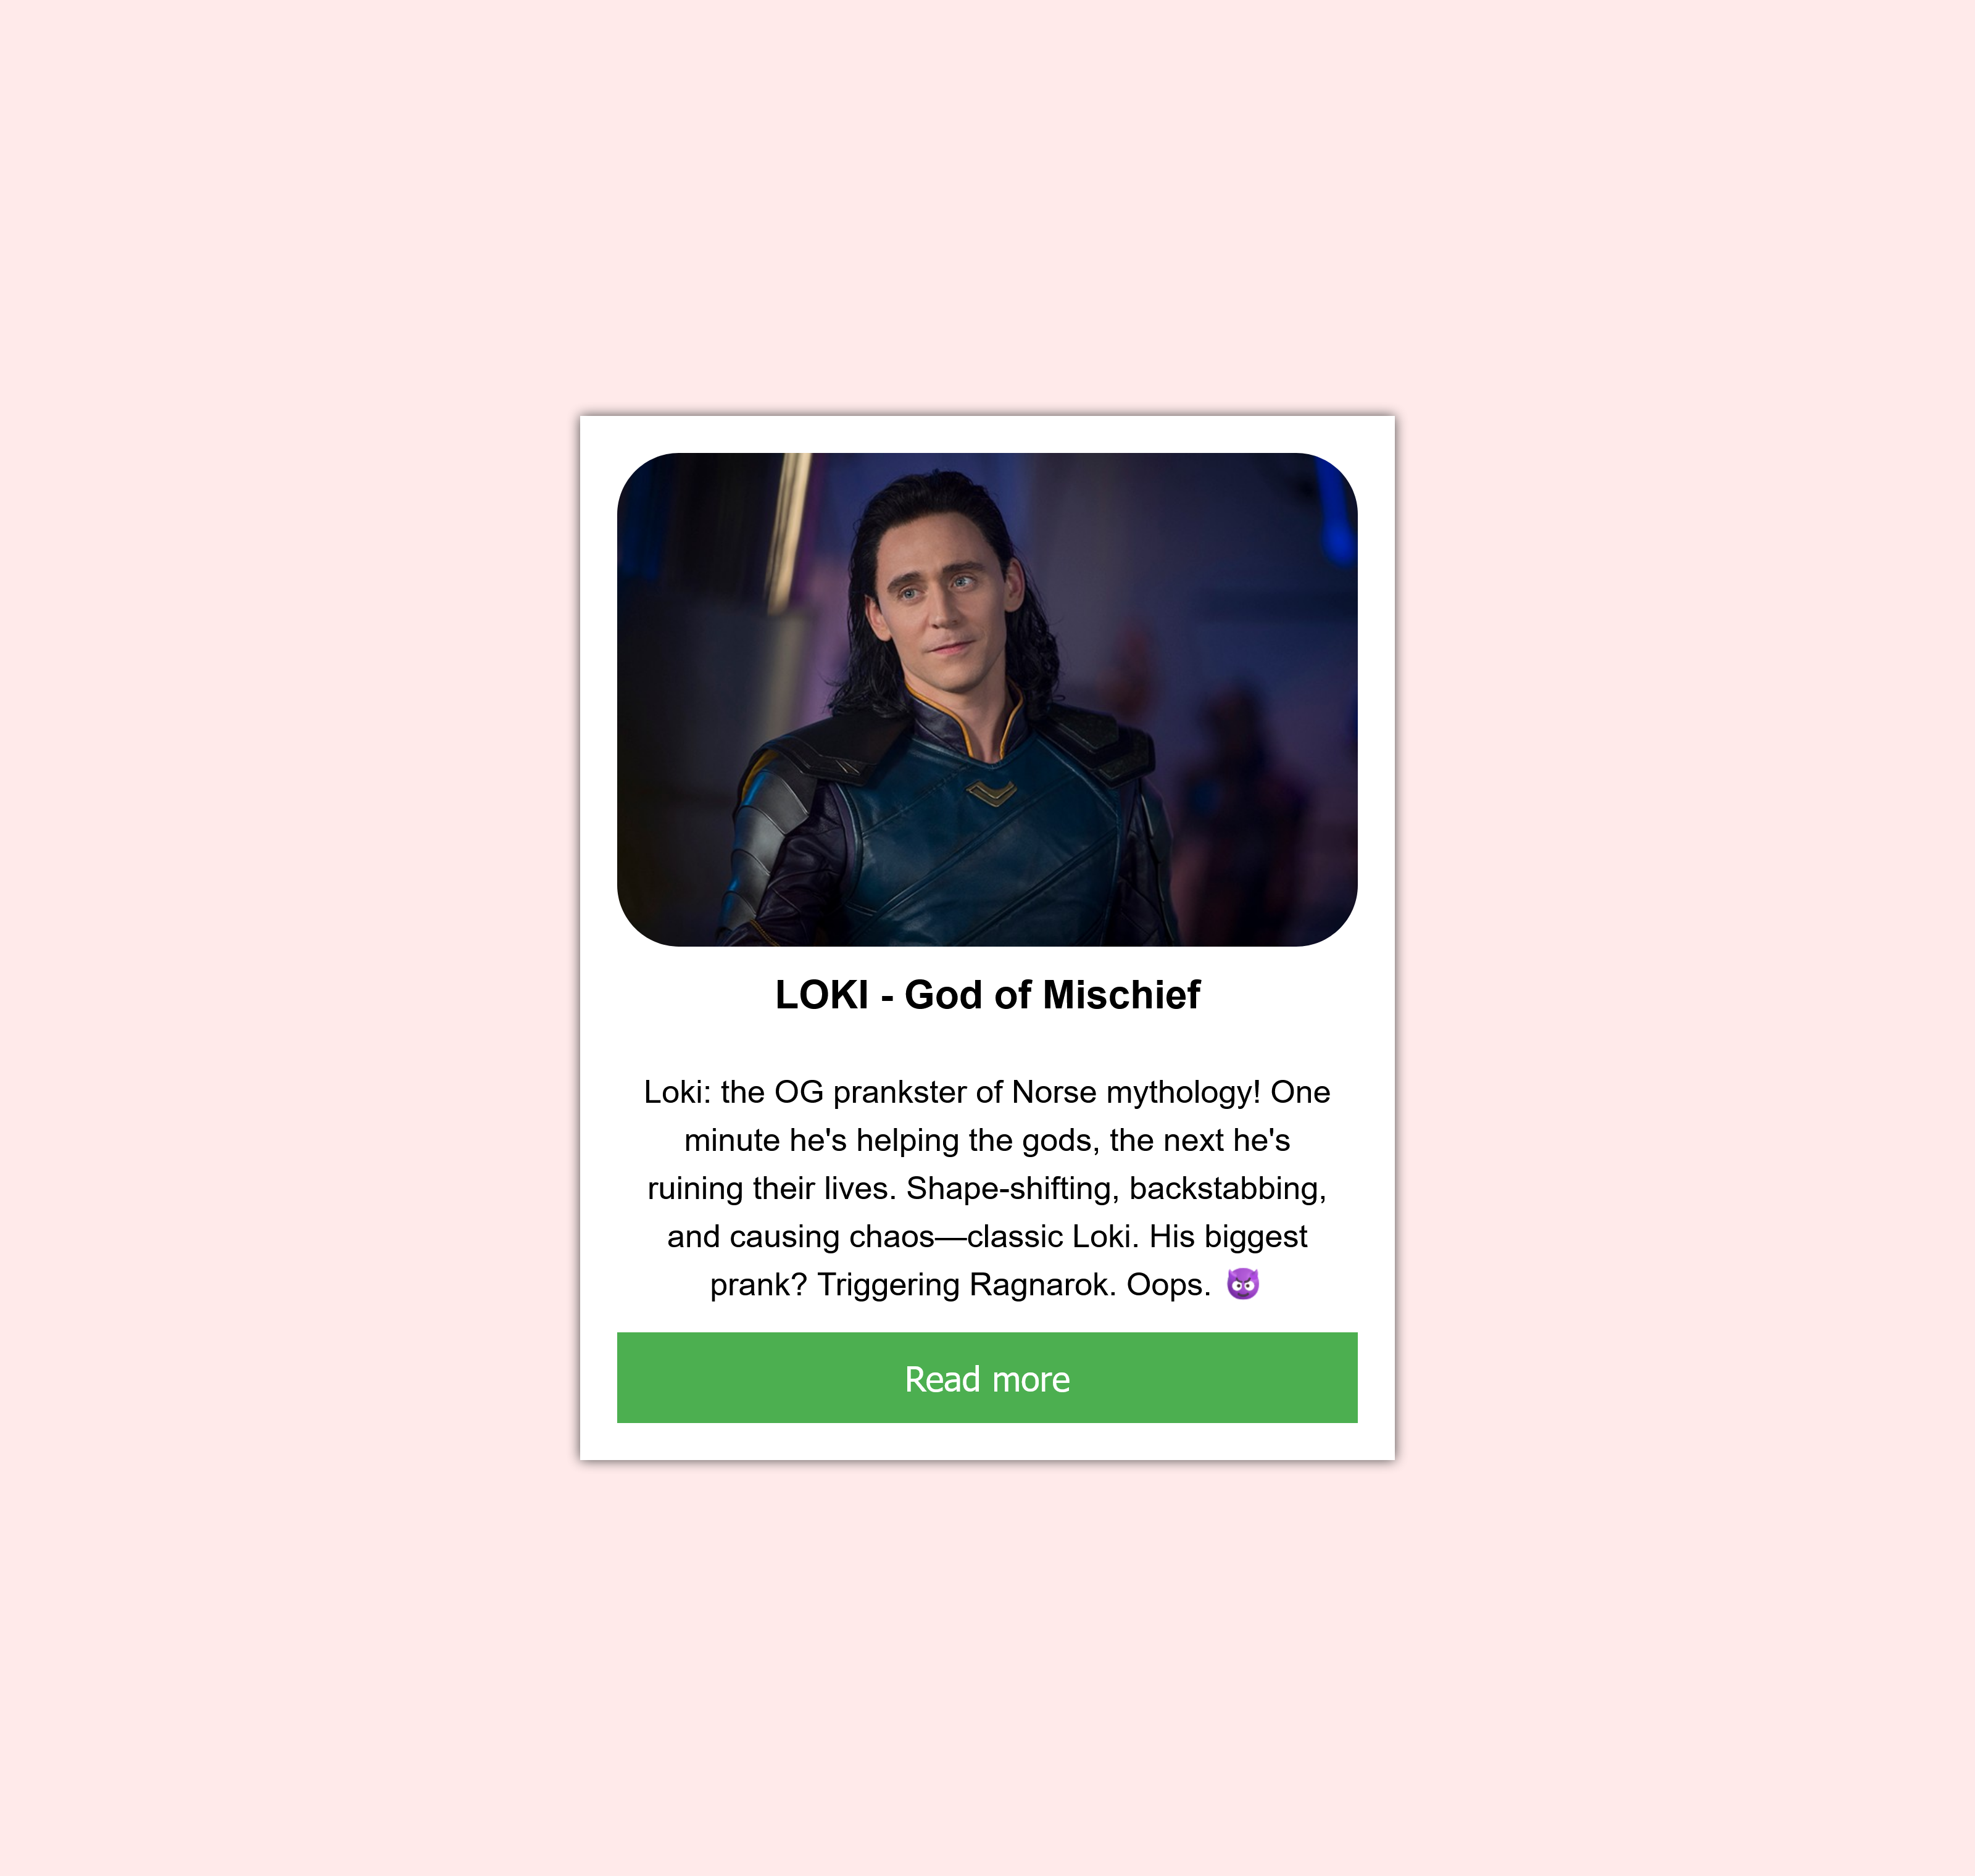 LOKI - God of Mischief
Loki: the OG prankster of Norse mythology! One
minute he's helping the gods, the next he's
ruining their lives. Shape-shifting, backstabbing,
and causing chaos—classic Loki. His biggest
prank? Triggering Ragnarok. Oops. 👿
Read more